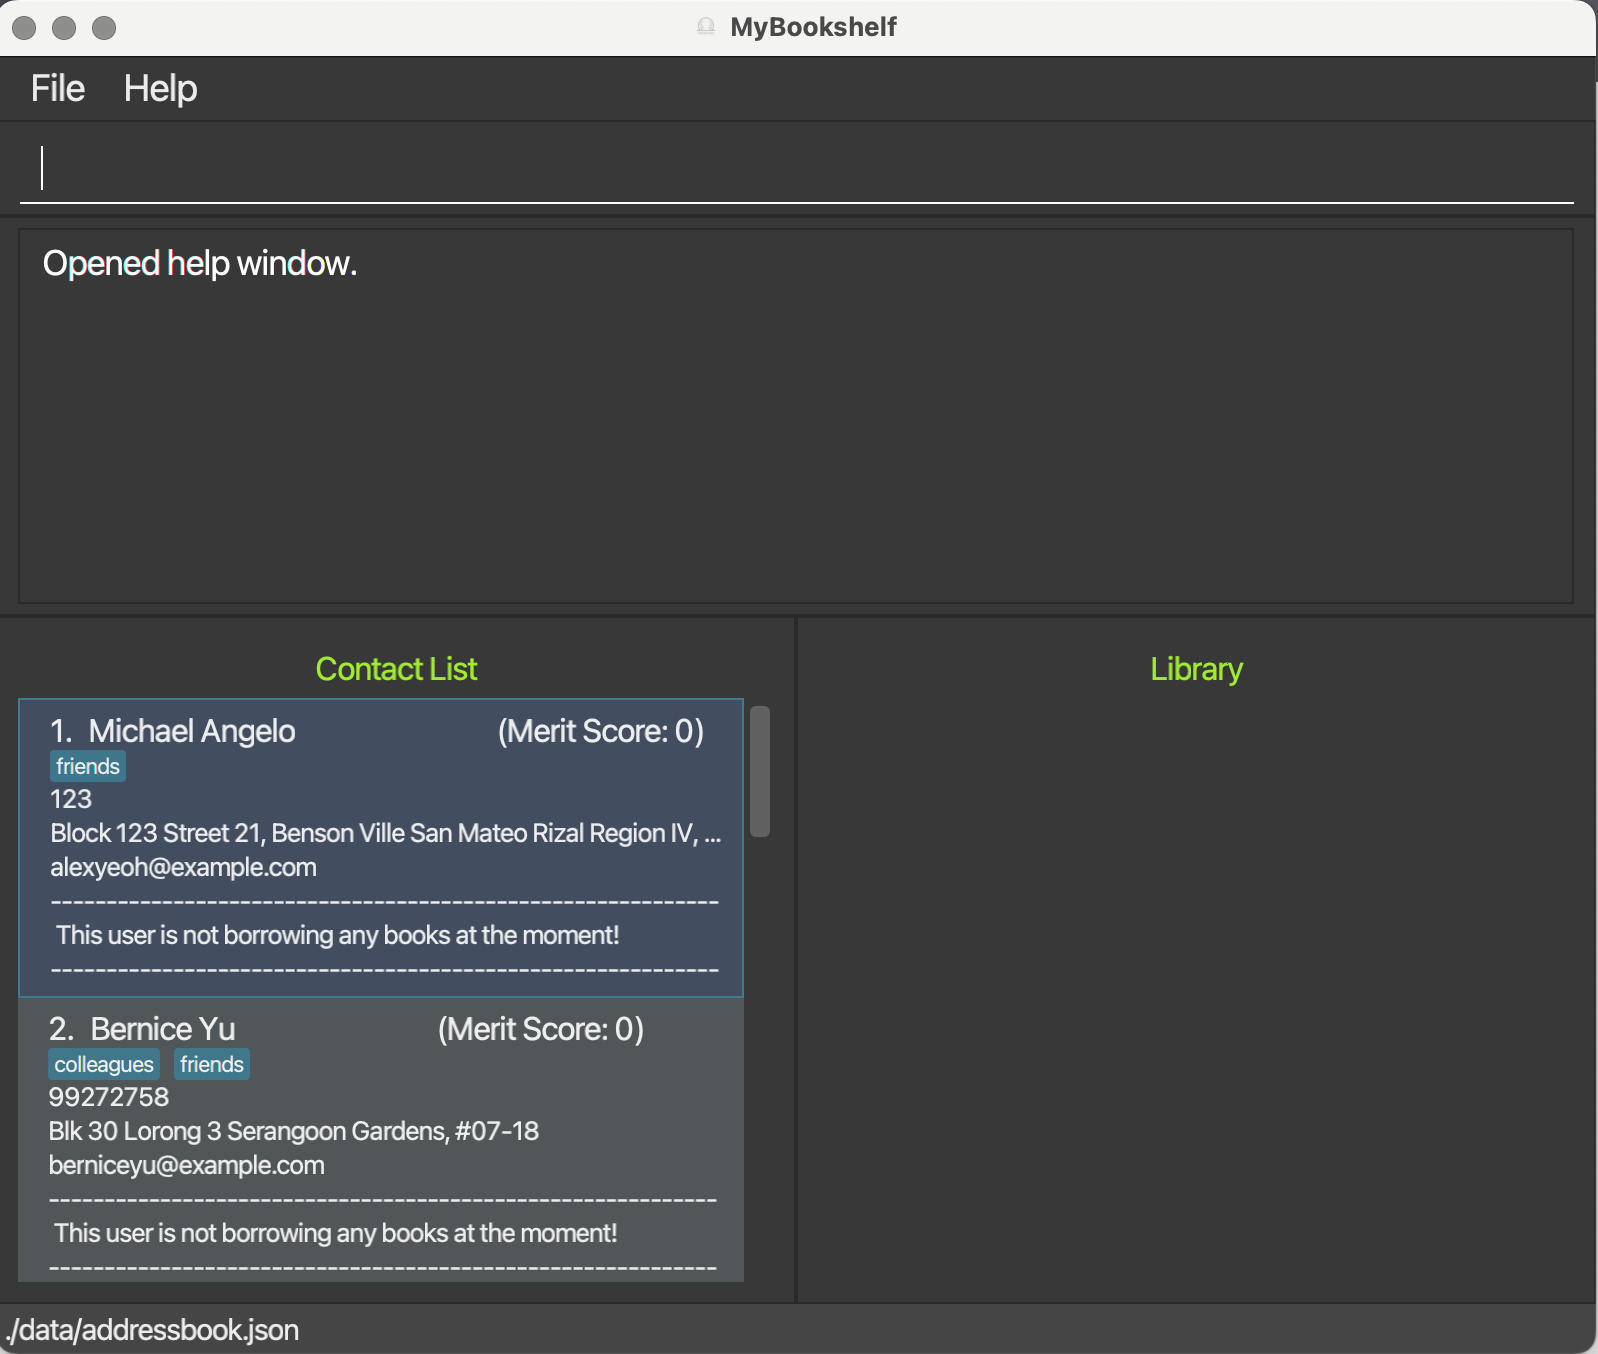 MyBookshelf
File Help
Opened help window.
Contact List
1. Michael Angelo (Merit Score: 0)
friends
123
Block 123 Street 21, Benson Ville San Mateo Rizal Region IV, ...
alexyeoh@example.com
------------------------------------------------------------
This user is not borrowing any books at the moment!
------------------------------------------------------------
2. Bernice Yu (Merit Score: 0)
colleagues friends
99272758
Blk 30 Lorong 3 Serangoon Gardens, #07-18
berniceyu@example.com
------------------------------------------------------------
This user is not borrowing any books at the moment!
------------------------------------------------------------
Library
./data/addressbook.json